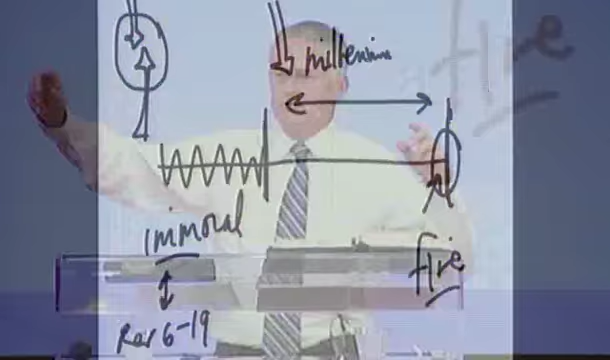 fire
millenium
immoral
fire
Rev 6-19